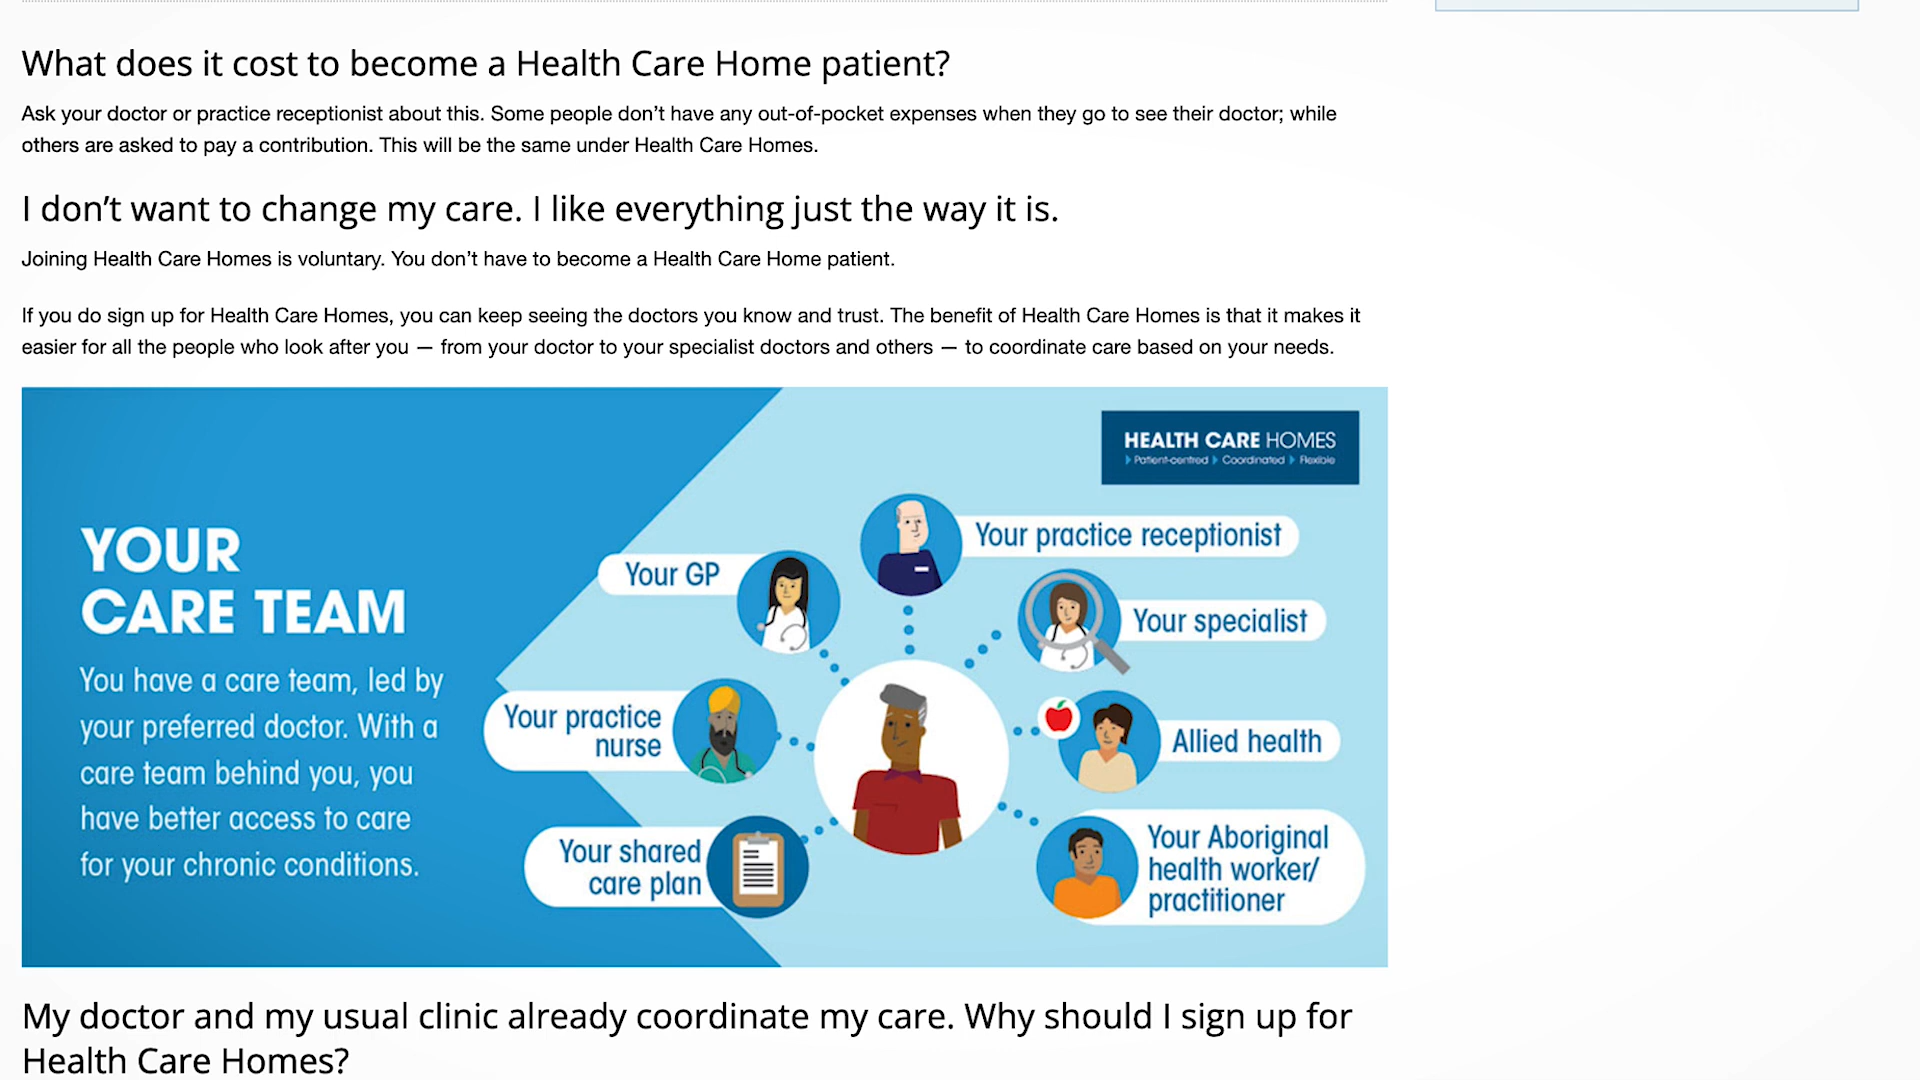 What does it cost to become a Health Care Home patient?
Ask your doctor or practice receptionist about this. Some people don’t have any out-of-pocket expenses when they go to see their doctor; while
others are asked to pay a contribution. This will be the same under Health Care Homes.
I don’t want to change my care. I like everything just the way it is.
Joining Health Care Homes is voluntary. You don’t have to become a Health Care Home patient.
If you do sign up for Health Care Homes, you can keep seeing the doctors you know and trust. The benefit of Health Care Homes is that it makes it
easier for all the people who look after you — from your doctor to your specialist doctors and others — to coordinate care based on your needs.
HEALTH CARE HOMES
Patient-centred Coordinated Flexible
YOUR
CARE TEAM
You have a care team, led by
your preferred doctor. With a
care team behind you, you
have better access to care
for your chronic conditions.
Your GP
Your practice
nurse
Your shared
care plan
Your practice receptionist
Your specialist
Allied health
Your Aboriginal
health worker/
practitioner
My doctor and my usual clinic already coordinate my care. Why should I sign up for
Health Care Homes?